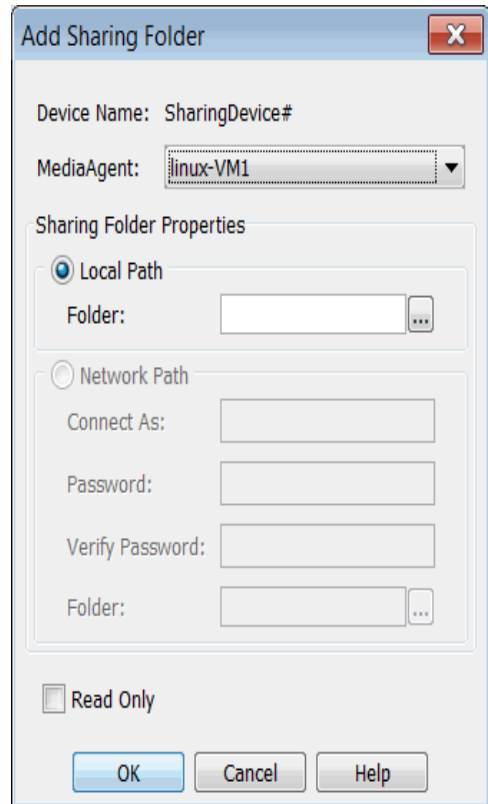 Add Sharing Folder
Device Name: SharingDevice#
MediaAgent: linux-VM1
Sharing Folder Properties
Local Path
Folder: ...
Network Path
Connect As:
Password:
Verify Password:
Folder: ...
Read Only
OK Cancel Help